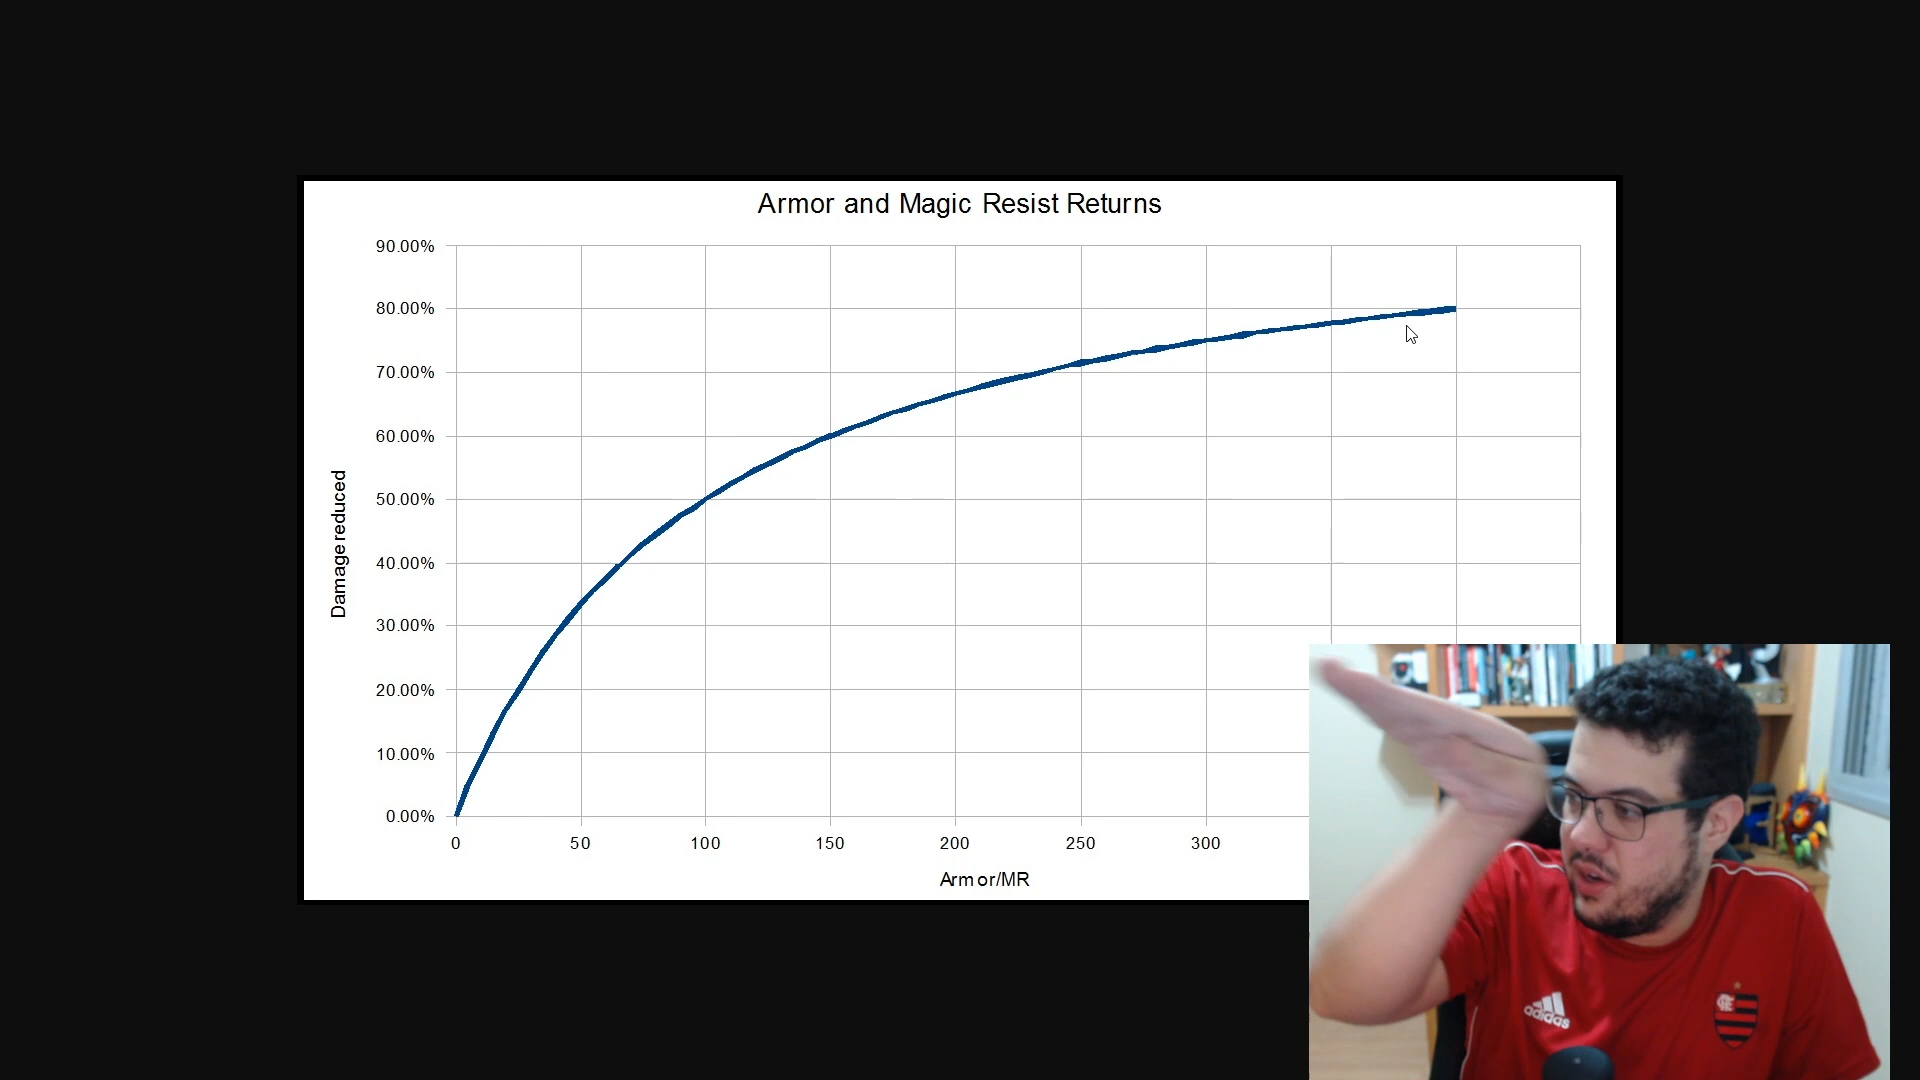 Armor and Magic Resist Returns
90.00%
80.00%
70.00%
60.00%
50.00%
40.00%
30.00%
20.00%
10.00%
0.00%
Damage reduced
0 50 100 150 200 250 300
Armor/MR
adidas